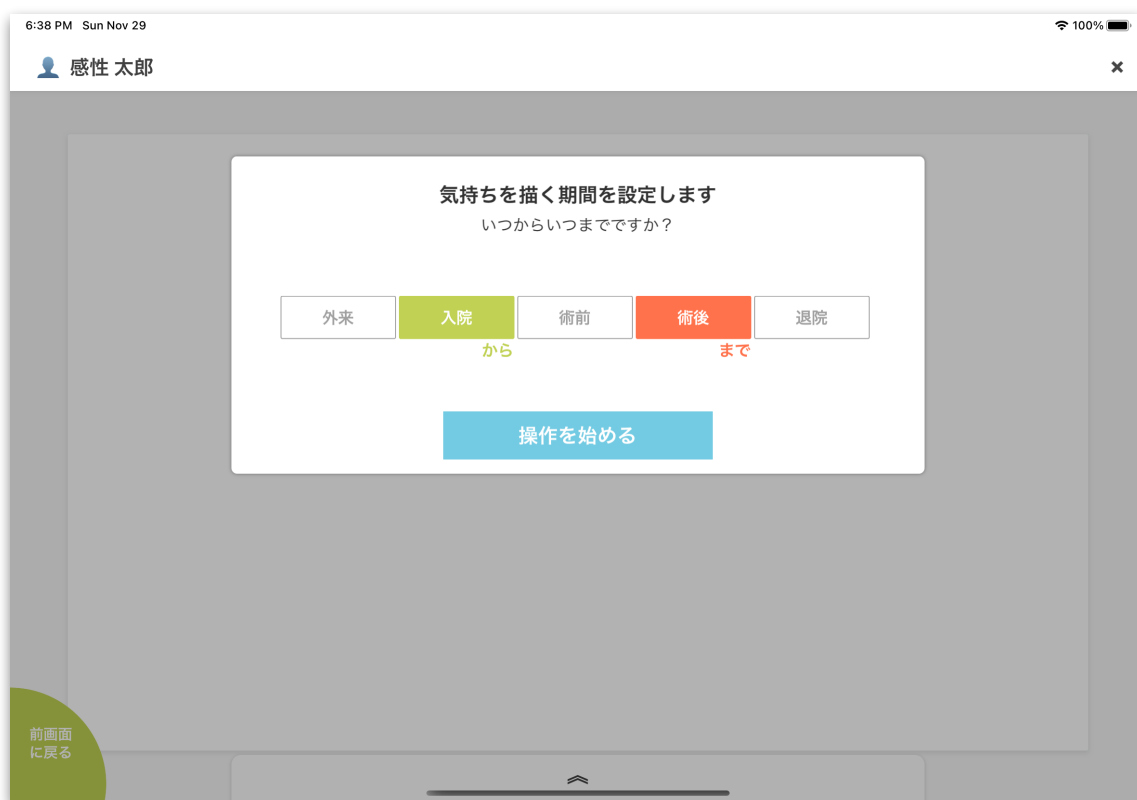 6:38 PM Sun Nov 29
100%
感性 太郎
気持ちを描く期間を設定します
いつからいつまでですか？
外来 入院 術前 術後 退院
から まで
操作を始める
前画面
に戻る